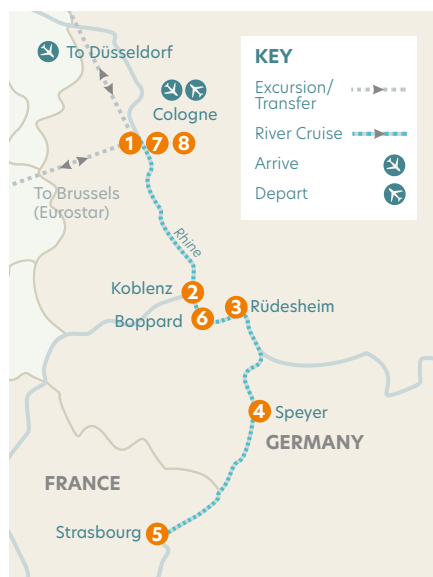 To Düsseldorf
Cologne
1 7 8
To Brussels
(Eurostar)
Rhine
Koblenz 2
Boppard 6
3 Rüdesheim
4 Speyer
GERMANY
FRANCE
Strasbourg 5
KEY
Excursion/
Transfer
River Cruise
Arrive
Depart